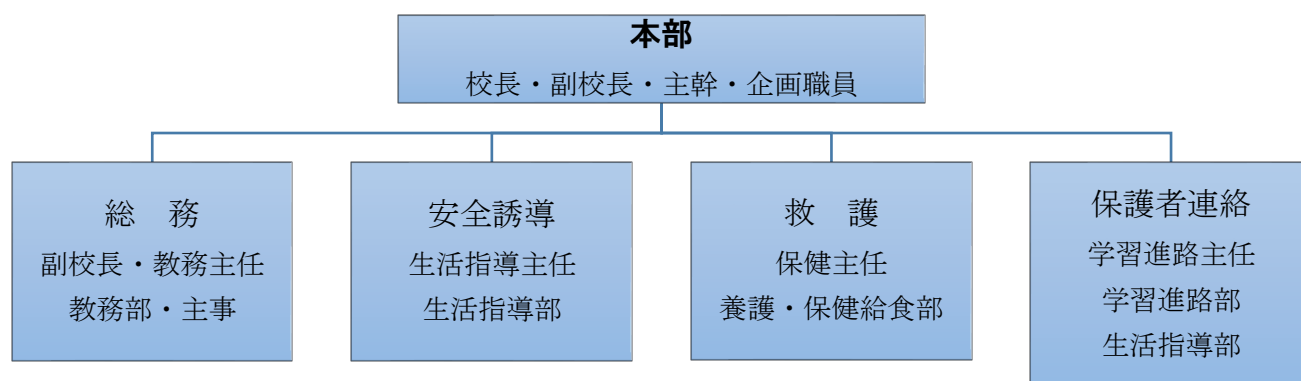 本部
校長・副校長・主幹・企画職員
総　務
副校長・教務主任
教務部・主事
安全誘導
生活指導主任
生活指導部
救　護
保健主任
養護・保健給食部
保護者連絡
学習進路主任
学習進路部
生活指導部